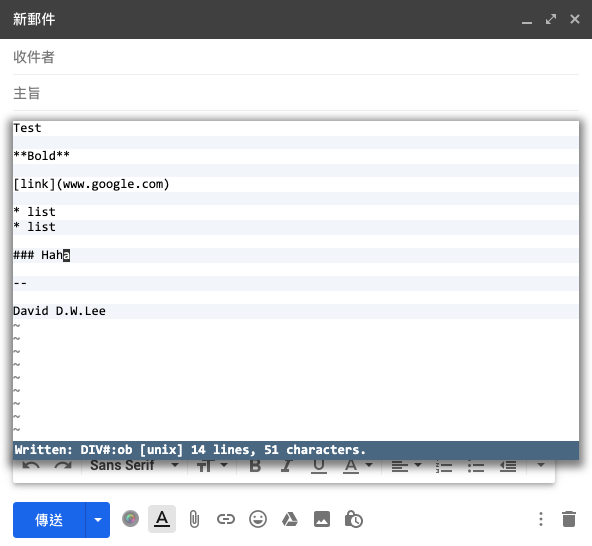 新郵件
收件者
主旨
Test
**Bold**
[link](www.google.com)
* list
* list
### Haha
--
David D.W.Lee
~
~
~
~
~
~
~
~
~
Written: DIV#:ob [unix] 14 lines, 51 characters.
Sans Serif
傳送